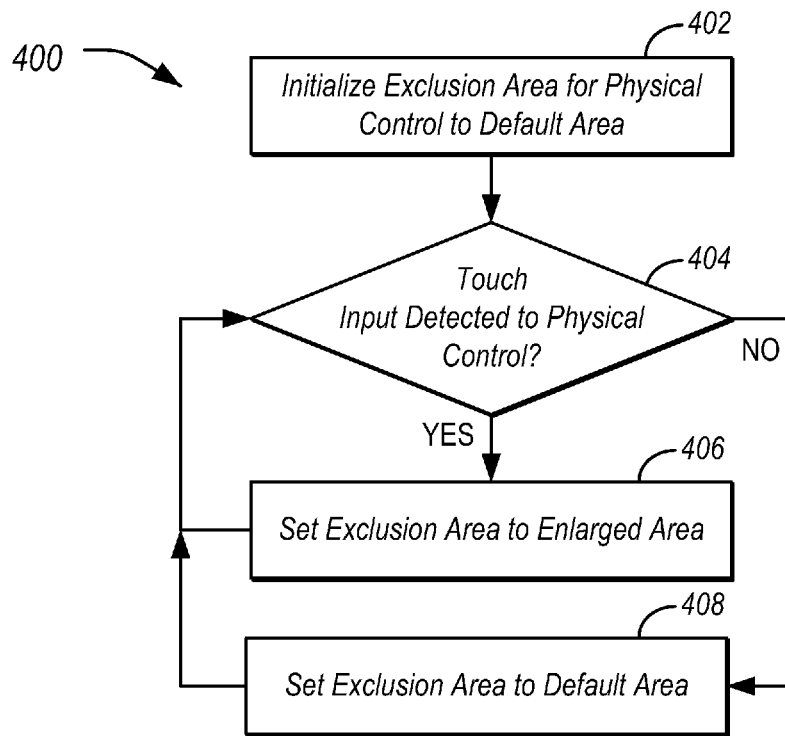 400
402
Initialize Exclusion Area for Physical
Control to Default Area
404
Touch
Input Detected to Physical
Control?
NO
YES
406
Set Exclusion Area to Enlarged Area
408
Set Exclusion Area to Default Area